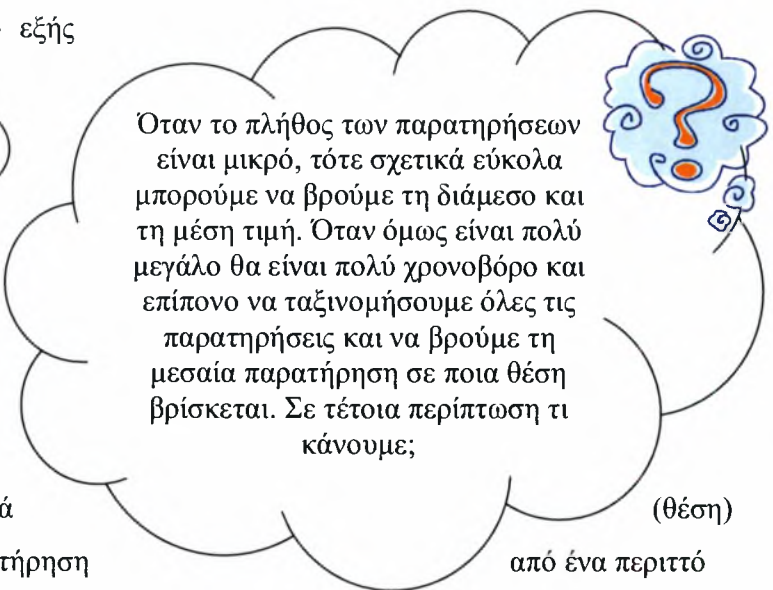 εξής
Όταν το πλήθος των παρατηρήσεων
είναι μικρό, τότε σχετικά εύκολα
μπορούμε να βρούμε τη διάμεσο και
τη μέση τιμή. Όταν όμως είναι πολύ
μεγάλο θα είναι πολύ χρονοβόρο και
επίπονο να ταξινομήσουμε όλες τις
παρατηρήσεις και να βρούμε τη
μεσαία παρατήρηση σε ποια θέση
βρίσκεται. Σε τέτοια περίπτωση τι
κάνουμε;
(θέση)
από ένα περιττό